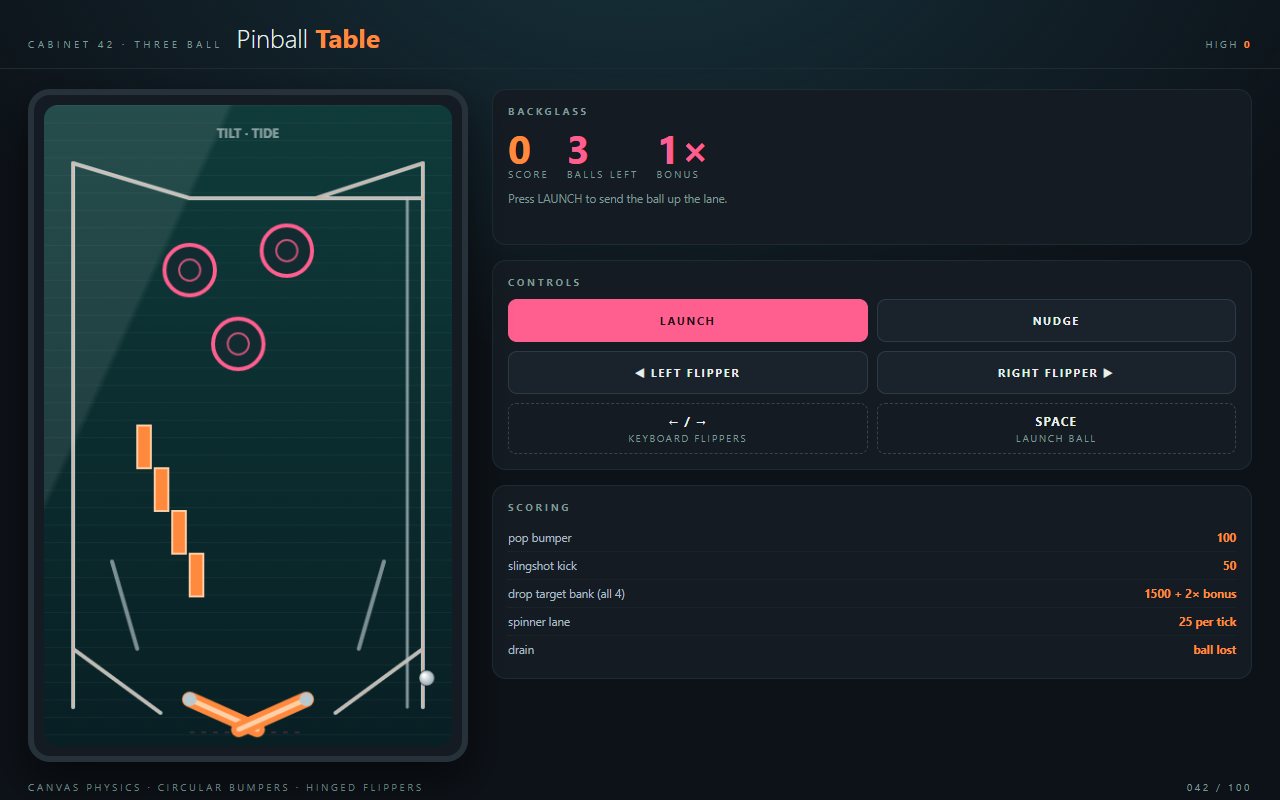 CABINET 42 · THREE BALL
Pinball Table
HIGH 0
TILT · TIDE
BACKGLASS
0 3 1×
SCORE BALLS LEFT BONUS
Press LAUNCH to send the ball up the lane.
CONTROLS
LAUNCH NUDGE
◀ LEFT FLIPPER RIGHT FLIPPER ▶
← / → SPACE
KEYBOARD FLIPPERS LAUNCH BALL
SCORING
pop bumper 100
slingshot kick 50
drop target bank (all 4) 1500 + 2× bonus
spinner lane 25 per tick
drain ball lost
CANVAS PHYSICS · CIRCULAR BUMPERS · HINGED FLIPPERS
042 / 100